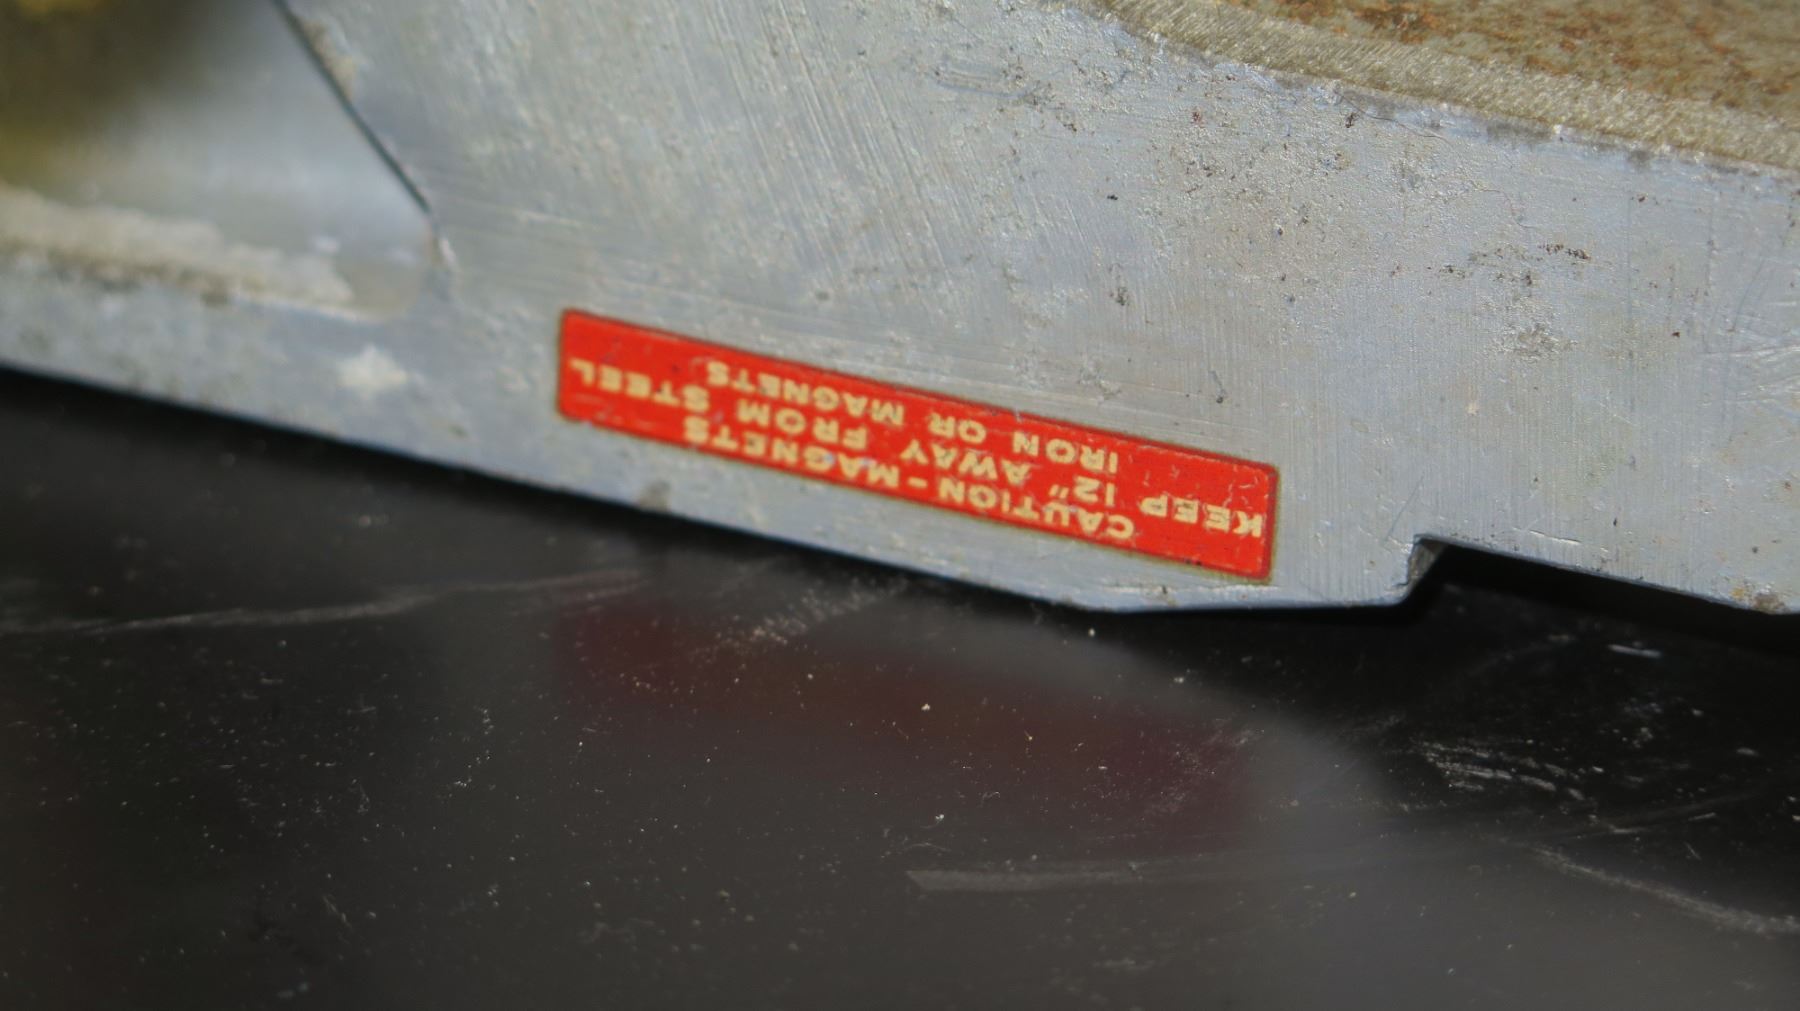 CAUTION - MAGNETS
KEEP 12" AWAY FROM STEEL
IRON OR MAGNETS